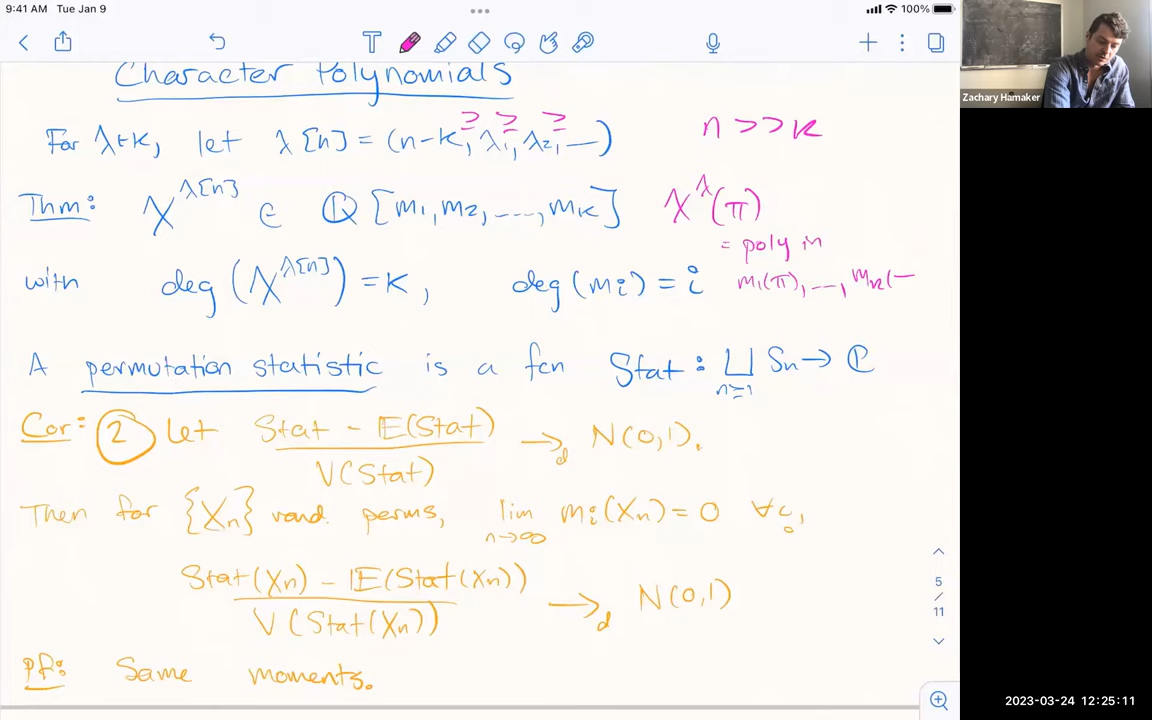 9:41 AM Tue Jan 9
100%
Character Polynomials
For λ⊢k, let λ[n] = (n-k, λ1, λ2, ...) n >> k
≥ ≥ ≥
Thm: χ^λ[n] ∈ ℚ[m1, m2, ..., mk] χ^λ(π)
= poly in
with deg(χ^λ[n]) = k, deg(mi) = i m1(π), ..., mk(-
A permutation statistic is a fcn Stat: ⊔ Sn → ℂ
n≥1
Cor: 2 Let Stat - E(Stat) / V(Stat) →d N(0,1).
Then for {Xn} rand. perms, lim n→∞ mi(Xn) = 0 ∀i,
Stat(Xn) - E(Stat(Xn)) / V(Stat(Xn)) →d N(0,1)
Pf: Same moments.
5
/
11
Zachary Hamaker
2023-03-24 12:25:11